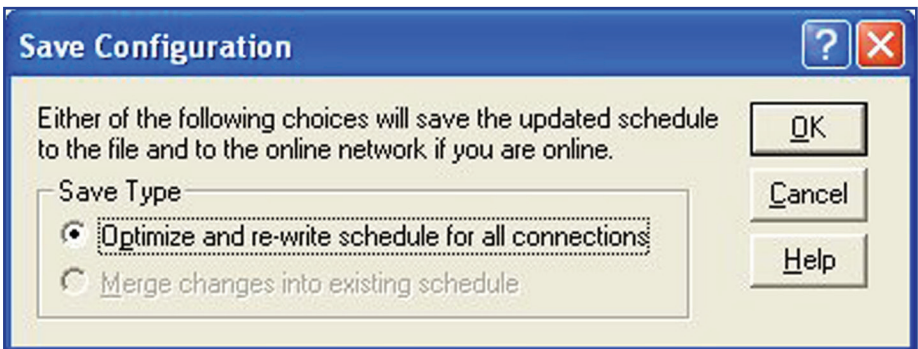 Save Configuration
Either of the following choices will save the updated schedule
to the file and to the online network if you are online.
OK
Save Type
Cancel
Optimize and re-write schedule for all connections
Help
Merge changes into existing schedule